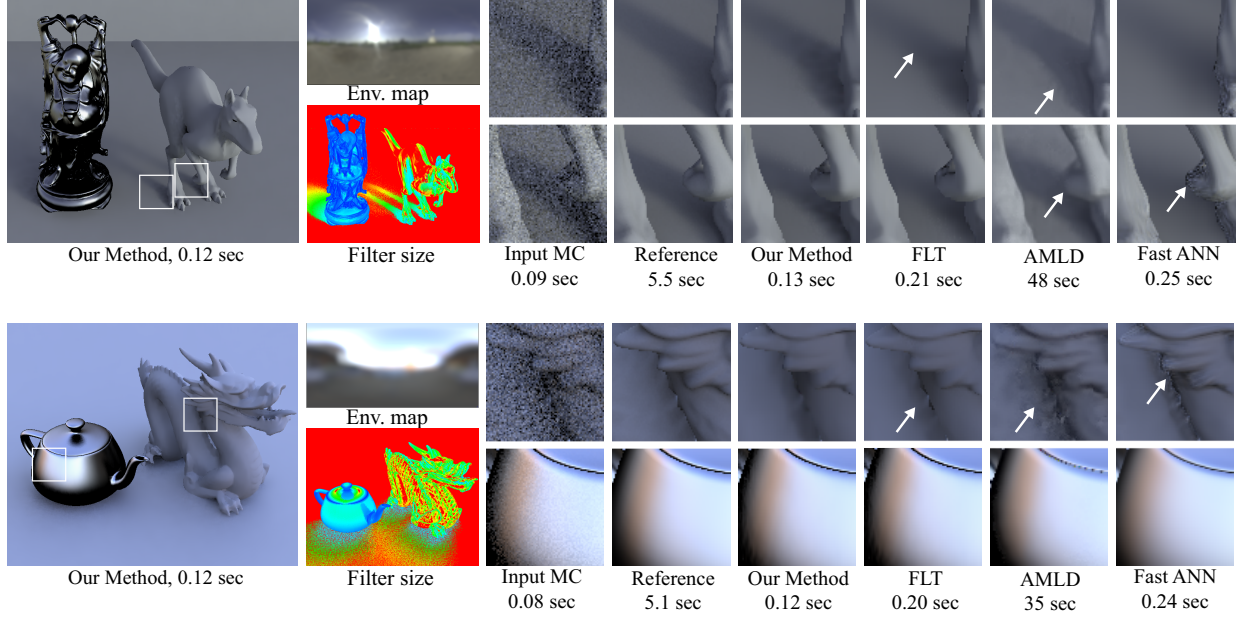 Env. map
Our Method, 0.12 sec
Filter size
Input MC
0.09 sec
Reference
5.5 sec
Our Method
0.13 sec
FLT
0.21 sec
AMLD
48 sec
Fast ANN
0.25 sec
Env. map
Our Method, 0.12 sec
Filter size
Input MC
0.08 sec
Reference
5.1 sec
Our Method
0.12 sec
FLT
0.20 sec
AMLD
35 sec
Fast ANN
0.24 sec